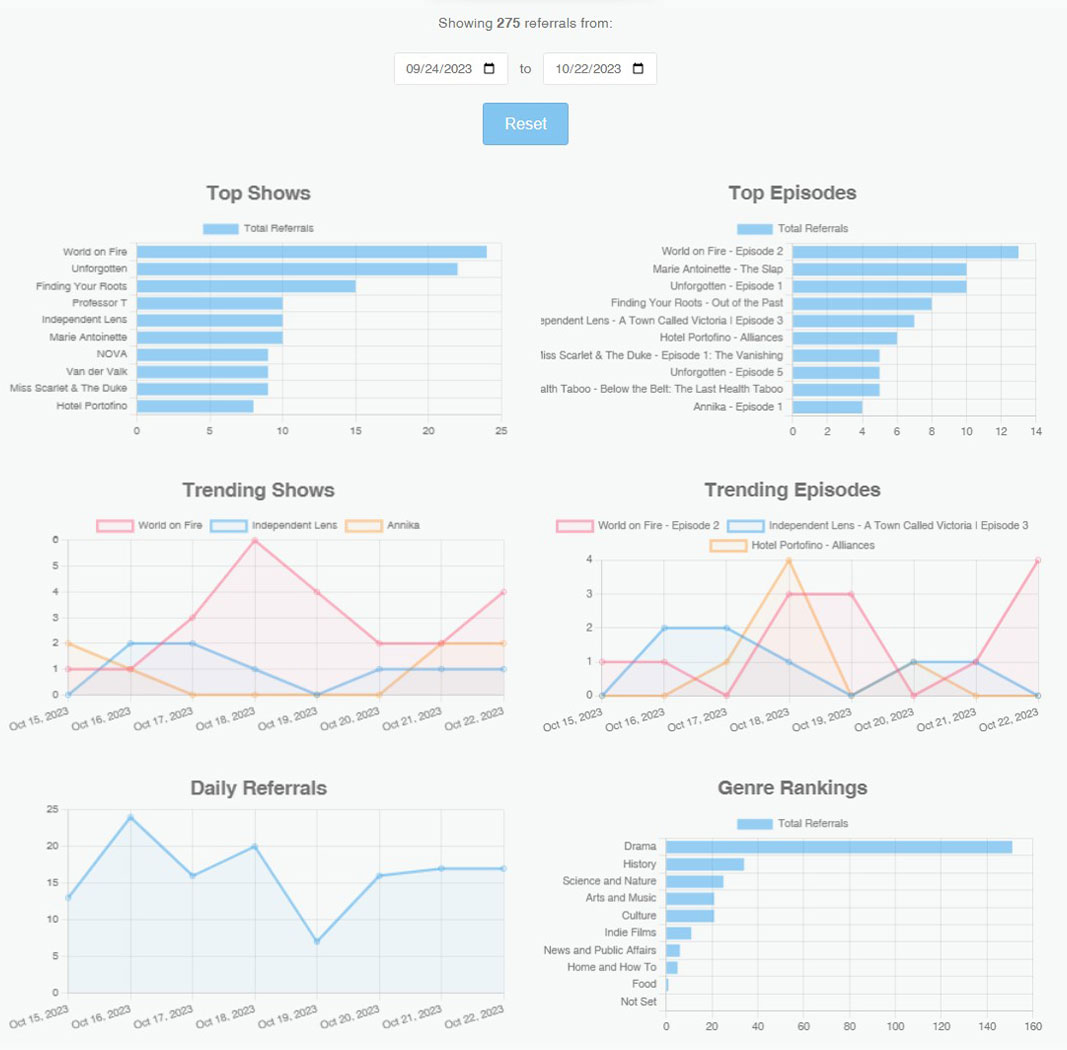 Showing 275 referrals from:
09/24/2023 to 10/22/2023
Reset
Top Shows
Total Referrals
World on Fire
Unforgotten
Finding Your Roots
Professor T
Independent Lens
Marie Antoinette
NOVA
Van der Valk
Miss Scarlet & The Duke
Hotel Portofino
0 5 10 15 20 25
Top Episodes
Total Referrals
World on Fire - Episode 2
Marie Antoinette - The Slap
Unforgotten - Episode 1
Finding Your Roots - Out of the Past
ependent Lens - A Town Called Victoria | Episode 3
Hotel Portofino - Alliances
liss Scarlet & The Duke - Episode 1: The Vanishing
Unforgotten - Episode 5
alth Taboo - Below the Belt: The Last Health Taboo
Annika - Episode 1
0 2 4 6 8 10 12 14
Trending Shows
World on Fire Independent Lens Annika
6
5
4
3
2
1
0
Oct 15, 2023 Oct 16, 2023 Oct 17, 2023 Oct 18, 2023 Oct 19, 2023 Oct 20, 2023 Oct 21, 2023 Oct 22, 2023
Trending Episodes
World on Fire - Episode 2 Independent Lens - A Town Called Victoria | Episode 3
Hotel Portofino - Alliances
4
3
2
1
0
Oct 15, 2023 Oct 16, 2023 Oct 17, 2023 Oct 18, 2023 Oct 19, 2023 Oct 20, 2023 Oct 21, 2023 Oct 22, 2023
Daily Referrals
25
20
15
10
5
0
Oct 15, 2023 Oct 16, 2023 Oct 17, 2023 Oct 18, 2023 Oct 19, 2023 Oct 20, 2023 Oct 21, 2023 Oct 22, 2023
Genre Rankings
Total Referrals
Drama
History
Science and Nature
Arts and Music
Culture
Indie Films
News and Public Affairs
Home and How To
Food
Not Set
0 20 40 60 80 100 120 140 160